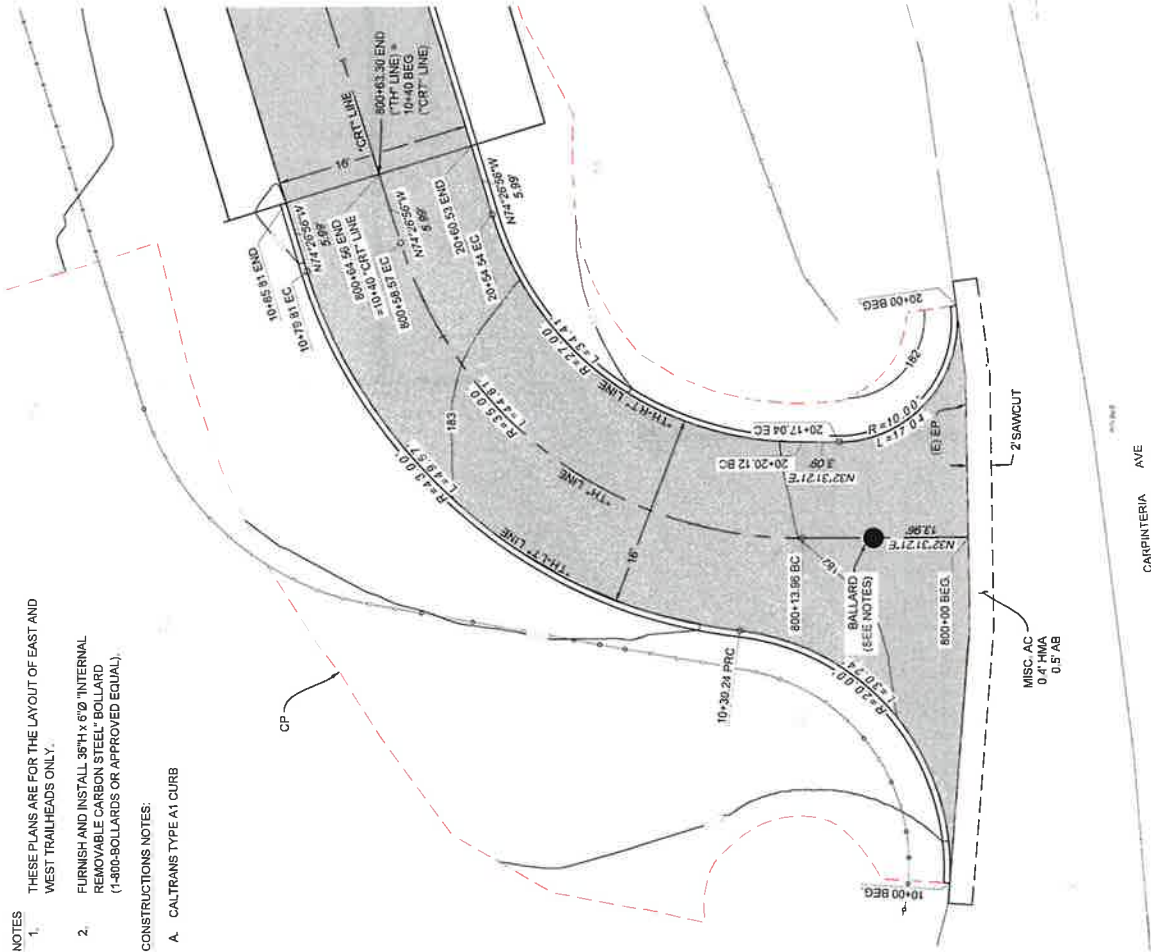 NOTES
1. THESE PLANS ARE FOR THE LAYOUT OF EAST AND
WEST TRAILHEADS ONLY.
2. FURNISH AND INSTALL 36"H x 6"Ø "INTERNAL
REMOVABLE CARBON STEEL" BOLLARD
(1-800-BOLLARDS OR APPROVED EQUAL).
CONSTRUCTIONS NOTES:
A. CALTRANS TYPE A1 CURB
CP
10+85.81 END
10+79.81 EC
N74°26'56"W
5.99'
16'
"CRT" LINE
800+63.30 END
("TH" LINE) =
10+40 BEG
("CRT" LINE)
800+64.56 END
=10+40 "CRT" LINE
800+58.57 EC
N74°26'56"W
5.99'
20+60.53 END
20+54.54 EC
N74°26'56"W
5.99'
R=43.00'
L=49.57'
"TH-LT" LINE
183
R=35.00'
L=44.61'
"TH" LINE
R=27.00'
L=34.41'
"TH-RT" LINE
16'
10+30.24 PRC
R=20.00'
L=30.24'
10+00 BEG
800+13.96 BC
182
BALLARD
(SEE NOTES)
N32°31'21"E
13.96'
800+00 BEG.
20+20.12 BC
N32°31'21"E
3.09'
20+17.04 EC
R=10.00'
L=17.04'
(E) EP
182
20+00 BEG
2' SAWCUT
MISC. AC
0.4' HMA
0.5' AB
CARPINTERIA AVE